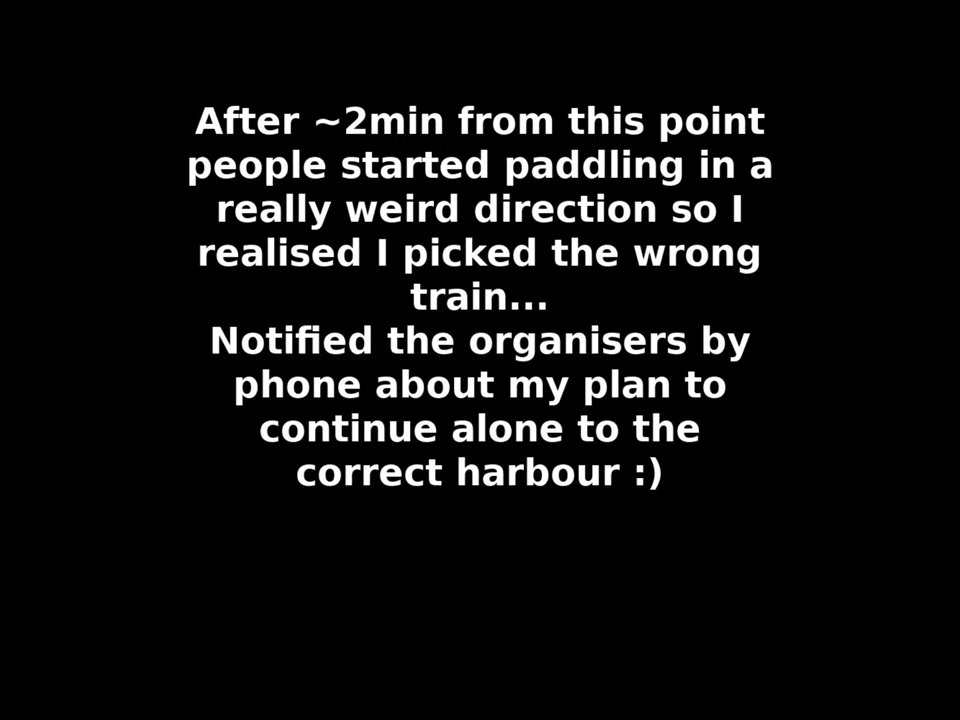 After ~2min from this point
people started paddling in a
really weird direction so I
realised I picked the wrong
train...
Notified the organisers by
phone about my plan to
continue alone to the
correct harbour :)